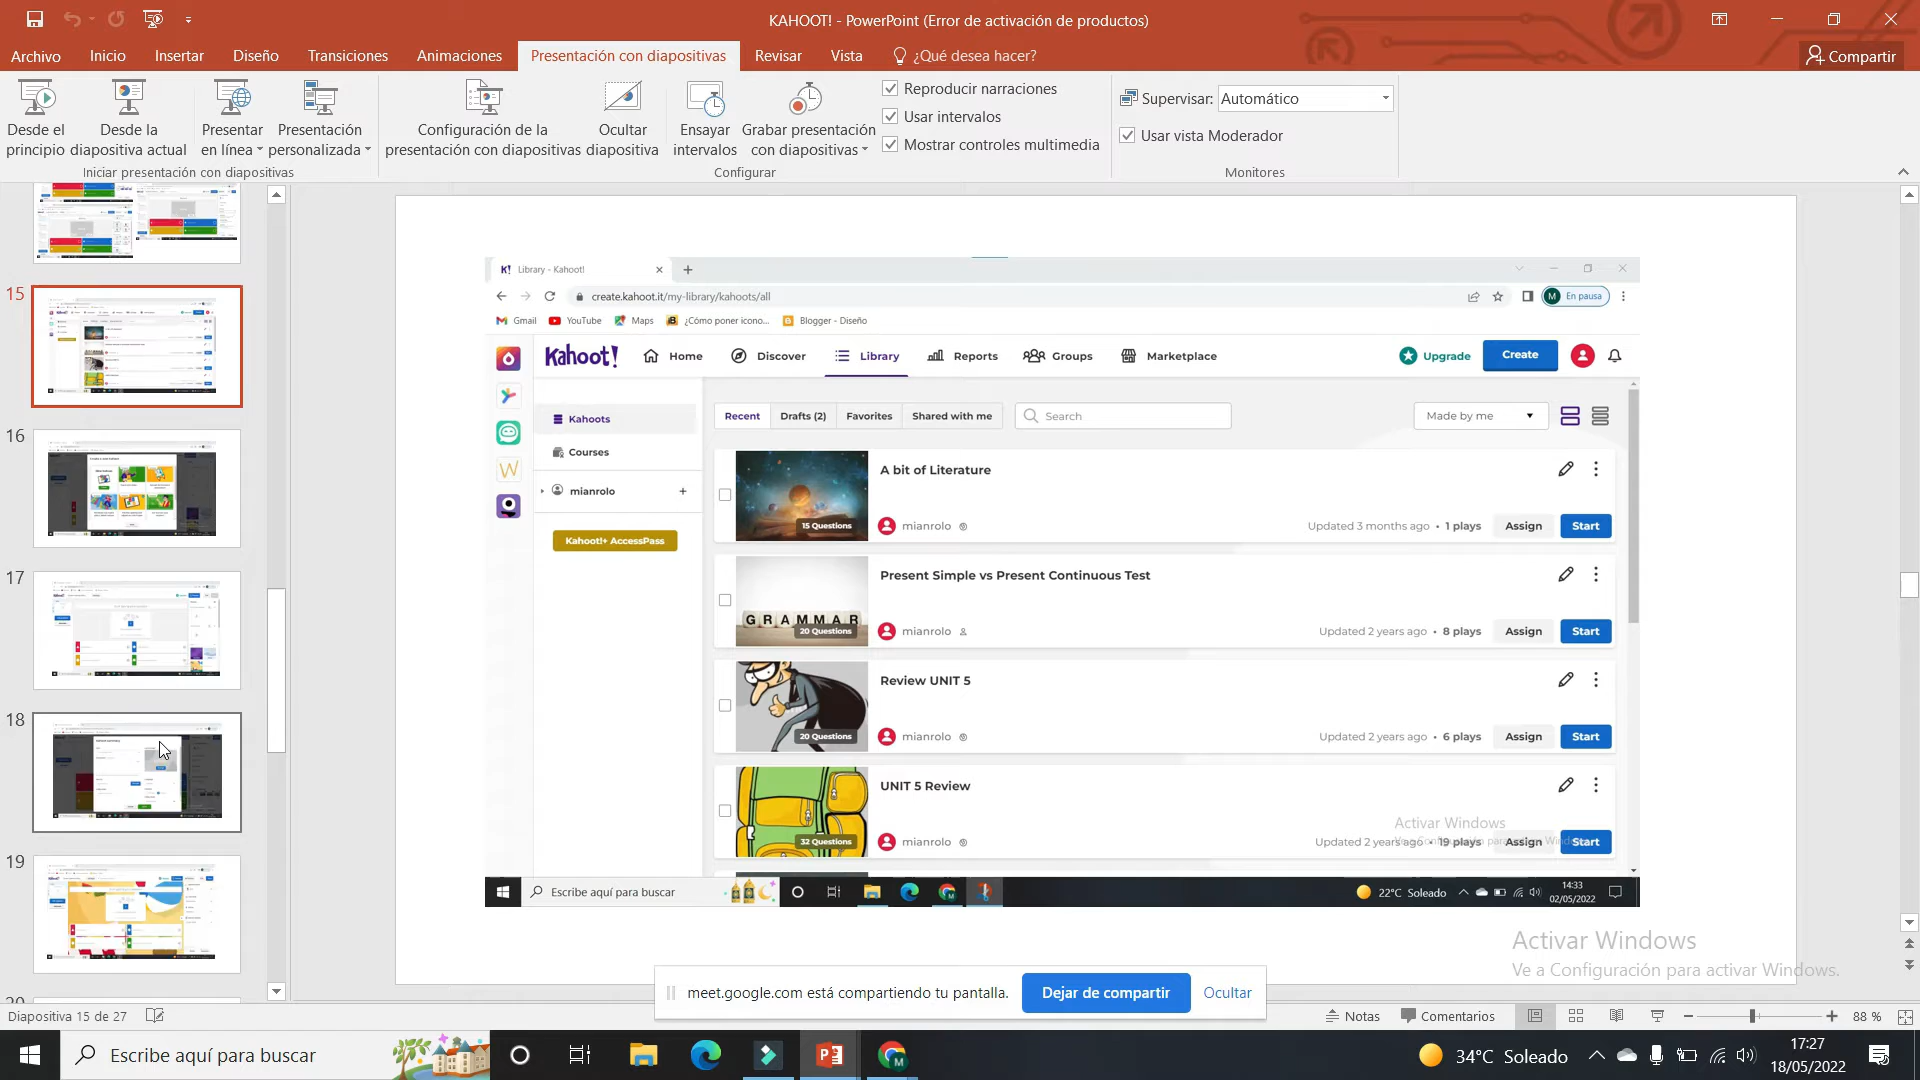 KAHOOT! - PowerPoint (Error de activación de productos)
Archivo Inicio Insertar Diseño Transiciones Animaciones Presentación con diapositivas Revisar Vista ¿Qué desea hacer? Compartir
Desde el principio
Desde la diapositiva actual
Presentar en línea
Presentación personalizada
Configuración de la presentación con diapositivas
Ocultar diapositiva
Ensayar intervalos
Grabar presentación con diapositivas
Reproducir narraciones
Usar intervalos
Mostrar controles multimedia
Supervisar: Automático
Usar vista Moderador
Iniciar presentación con diapositivas Configurar Monitores
15
16
17
18
19
Library - Kahoot!
create.kahoot.it/my-library/kahoots/all
En pausa
Gmail YouTube Maps ¿Cómo poner icono... Blogger - Diseño
Kahoot! Home Discover Library Reports Groups Marketplace Upgrade Create
Kahoots
Courses
mianrolo
Kahoot!+ AccessPass
Recent Drafts (2) Favorites Shared with me Search Made by me
A bit of Literature
15 Questions
mianrolo Updated 3 months ago • 1 plays Assign Start
Present Simple vs Present Continuous Test
GRAMMAR
20 Questions
mianrolo Updated 2 years ago • 8 plays Assign Start
Review UNIT 5
20 Questions
mianrolo Updated 2 years ago • 6 plays Assign Start
UNIT 5 Review
Activar Windows
32 Questions
mianrolo Updated 2 years ago • 19 plays Assign Start
Escribe aquí para buscar 22°C Soleado 14:33
02/05/2022
Activar Windows
Ve a Configuración para activar Windows.
meet.google.com está compartiendo tu pantalla. Dejar de compartir Ocultar
Diapositiva 15 de 27 Notas Comentarios 88 %
Escribe aquí para buscar 34°C Soleado 17:27
18/05/2022